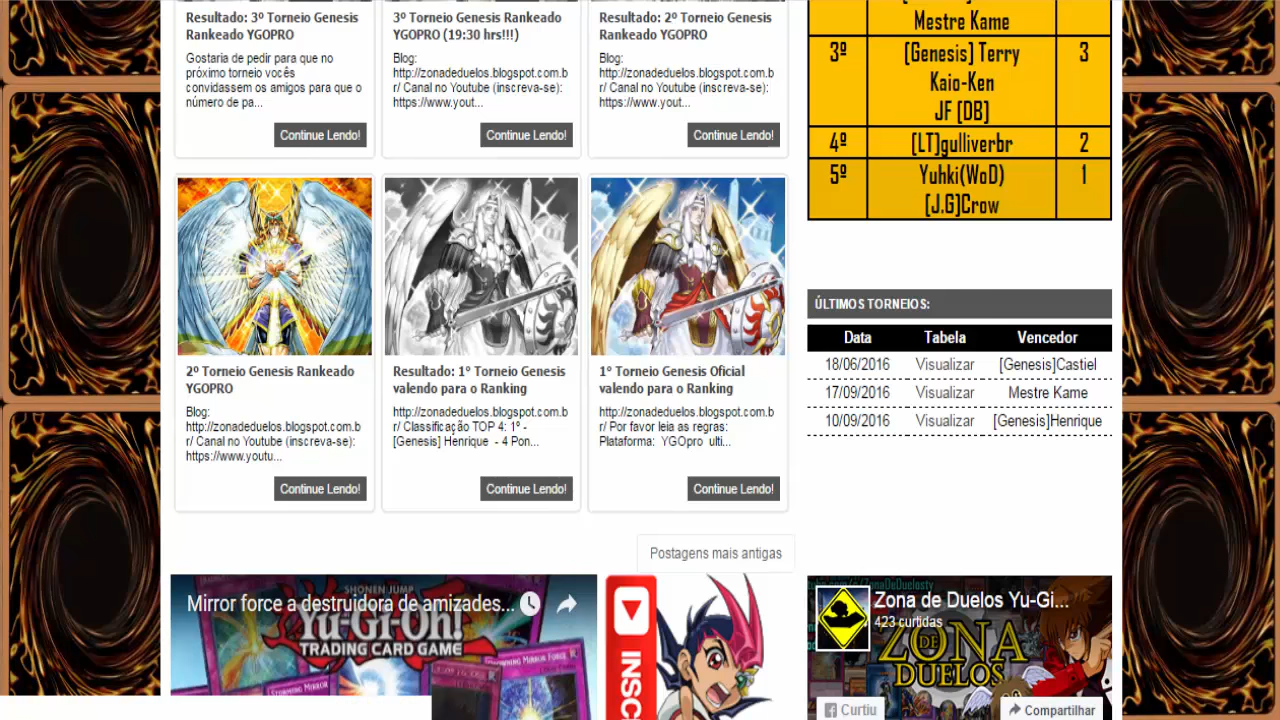 Resultado: 3º Torneio Genesis
Rankeado YGOPRO
Gostaria de pedir para que no
próximo torneio vocês
convidassem os amigos para que o
número de pa...
Continue Lendo!
3º Torneio Genesis Rankeado
YGOPRO (19:30 hrs!!!)
Blog:
http://zonadeduelos.blogspot.com.b
r/ Canal no Youtube (inscreva-se):
https://www.yout...
Continue Lendo!
Resultado: 2º Torneio Genesis
Rankeado YGOPRO
Blog:
http://zonadeduelos.blogspot.com.b
r/ Canal no Youtube (inscreva-se):
https://www.yout...
Continue Lendo!
2º Torneio Genesis Rankeado
YGOPRO
Blog:
http://zonadeduelos.blogspot.com.b
r/ Canal no Youtube (inscreva-se):
https://www.youtu...
Continue Lendo!
Resultado: 1º Torneio Genesis
valendo para o Ranking
http://zonadeduelos.blogspot.com.b
r/ Classificação TOP 4: 1º -
[Genesis] Henrique - 4 Pon...
Continue Lendo!
1º Torneio Genesis Oficial
valendo para o Ranking
http://zonadeduelos.blogspot.com.b
r/ Por favor leia as regras:
Plataforma: YGOpro ulti...
Continue Lendo!
Postagens mais antigas
Mestre Kame
3º [Genesis] Terry 3
Kaio-Ken
JF [DB]
4º [LT]gulliverbr 2
5º Yuhki(WoD) 1
[J.G]Crow
ÚLTIMOS TORNEIOS:
Data Tabela Vencedor
18/06/2016 Visualizar [Genesis]Castiel
17/09/2016 Visualizar Mestre Kame
10/09/2016 Visualizar [Genesis]Henrique
Mirror force a destruidora de amizades...
SHONEN JUMP
Yu-Gi-Oh!
TRADING CARD GAME
STORMING MIRROR
INSC
Zona de Duelos Yu-Gi...
423 curtidas
ZONA
DE
DUELOS
Curtiu
Compartilhar